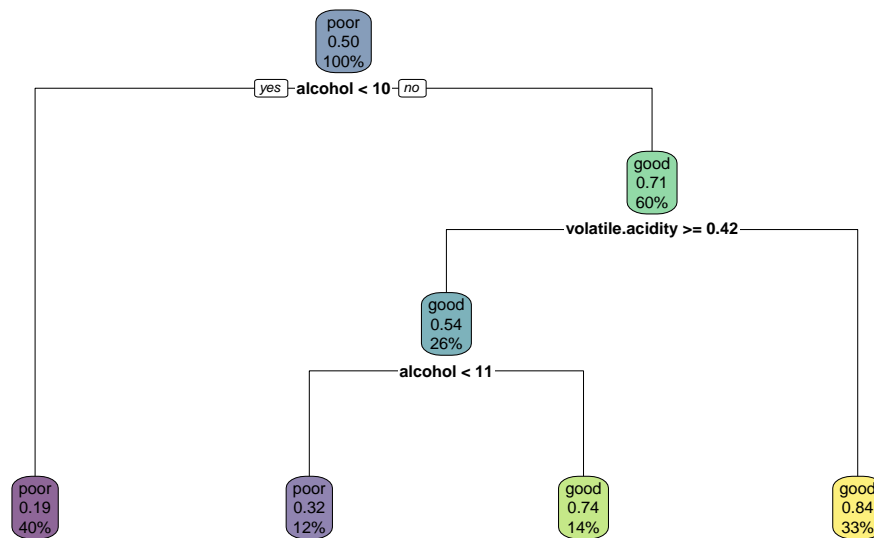 poor
0.50
100%
yes alcohol < 10 no
good
0.71
60%
volatile.acidity >= 0.42
good
0.54
26%
alcohol < 11
poor
0.19
40%
poor
0.32
12%
good
0.74
14%
good
0.84
33%